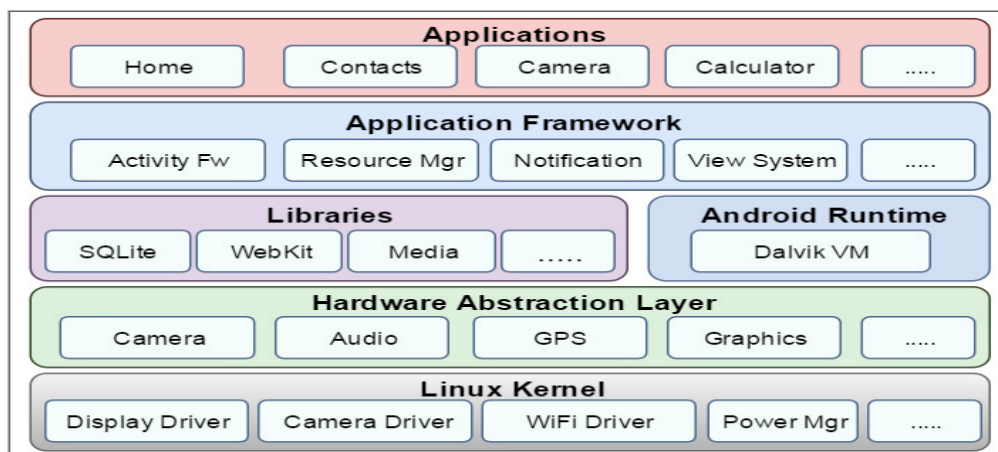 Applications
Home Contacts Camera Calculator .....
Application Framework
Activity Fw Resource Mgr Notification View System .....
Libraries Android Runtime
SQLite WebKit Media ..... Dalvik VM
Hardware Abstraction Layer
Camera Audio GPS Graphics .....
Linux Kernel
Display Driver Camera Driver WiFi Driver Power Mgr .....